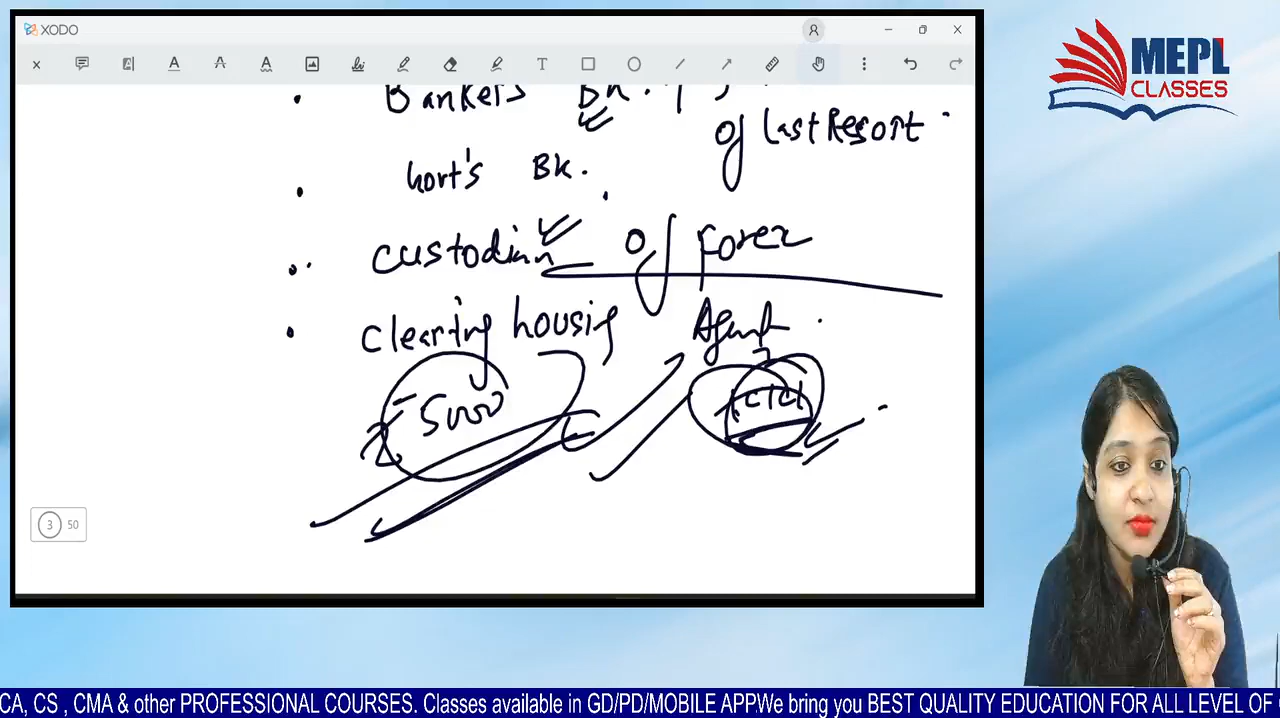 XODO
MEPL
CLASSES
Bankers Bk.
of last Resort
Govt's Bk.
custodian of Forex
clearing housing Agent
5000 ICICI
3 50
CA, CS , CMA & other PROFESSIONAL COURSES. Classes available in GD/PD/MOBILE APPWe bring you BEST QUALITY EDUCATION FOR ALL LEVEL OF